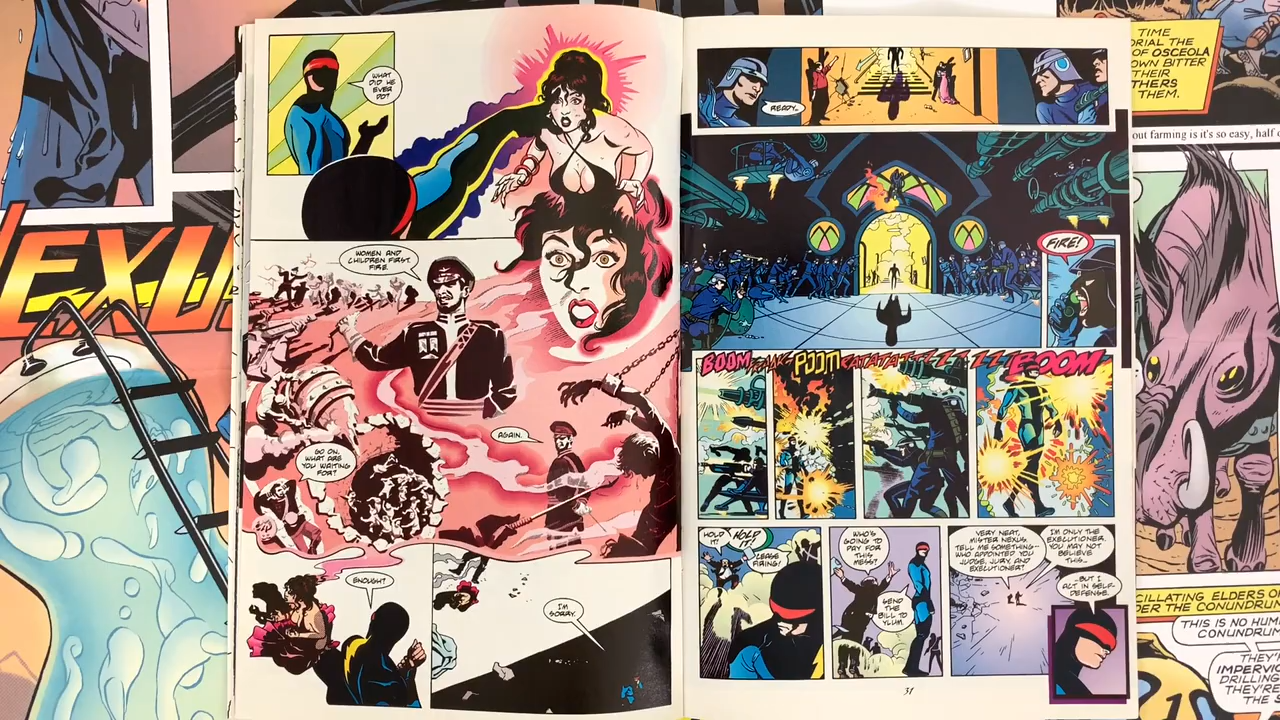 WHAT
DID HE
EVER
DO?
WOMEN AND
CHILDREN FIRST.
FIRE.
GO ON.
WHAT ARE
YOU WAITING
FOR?
AGAIN.
ENOUGH?
I'M
SORRY.
READY..
FIRE!
BOOM
POOM
BOOM
HOLD
IT!
HOLD
IT!
CEASE
FIRING!
WHO'S
GOING TO
PAY FOR
THIS
MESS?
SEND
THE BILL TO
YLUM.
VERY NEAT,
MISTER NEXUS.
TELL ME SOMETHING--
WHO APPOINTED YOU
JUDGE, JURY, AND
EXECUTIONER?
I'M ONLY THE
EXECUTIONER.
YOU MAY NOT
BELIEVE
THIS...
...BUT I
ACT IN SELF-
DEFENSE.
31
EXU
TIME
ORIAL THE
OF OSCEOLA
OWN BITTER
THEIR
THERS
THEM.
out farming is it's so easy, half o
CILLATING ELDERS O
DER THE CONUNDRUM
THIS IS NO HUM
CONUNDRUM
THEY'R
IMPERVIO
DRILLING
THEY'RE
THE S